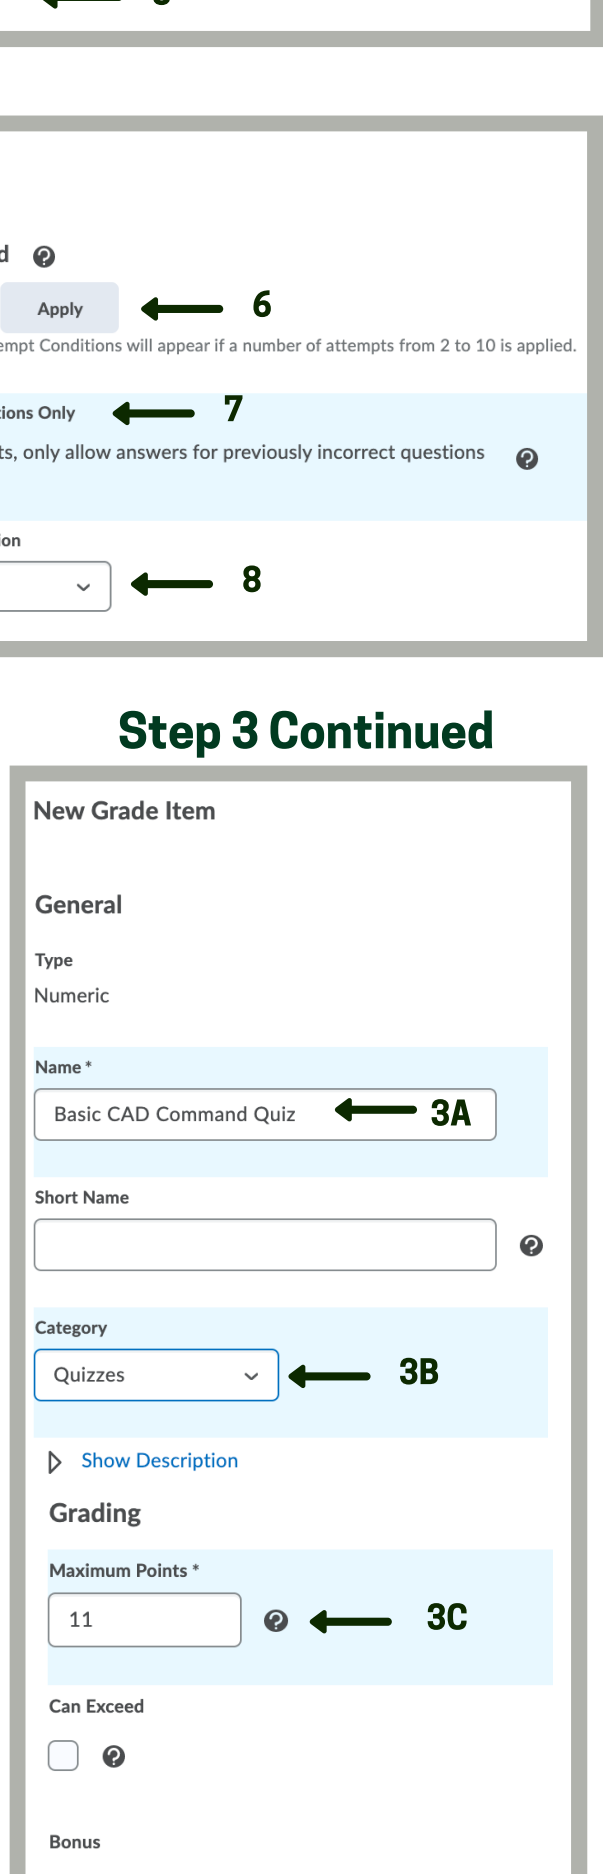 d
Apply
6
empt Conditions will appear if a number of attempts from 2 to 10 is applied.
tions Only
7
ts, only allow answers for previously incorrect questions
ion
8
Step 3 Continued
New Grade Item
General
Type
Numeric
Name *
Basic CAD Command Quiz
3A
Short Name
Category
Quizzes
3B
Show Description
Grading
Maximum Points *
11
3C
Can Exceed
Bonus